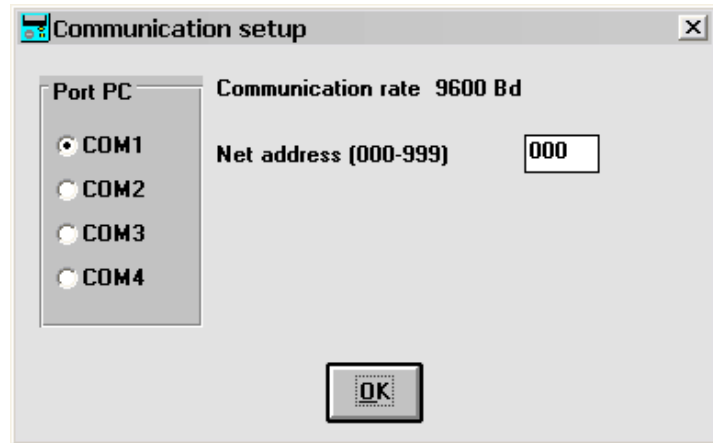 Communication setup
Port PC
COM1
COM2
COM3
COM4
Communication rate 9600 Bd
Net address (000-999) 000
OK